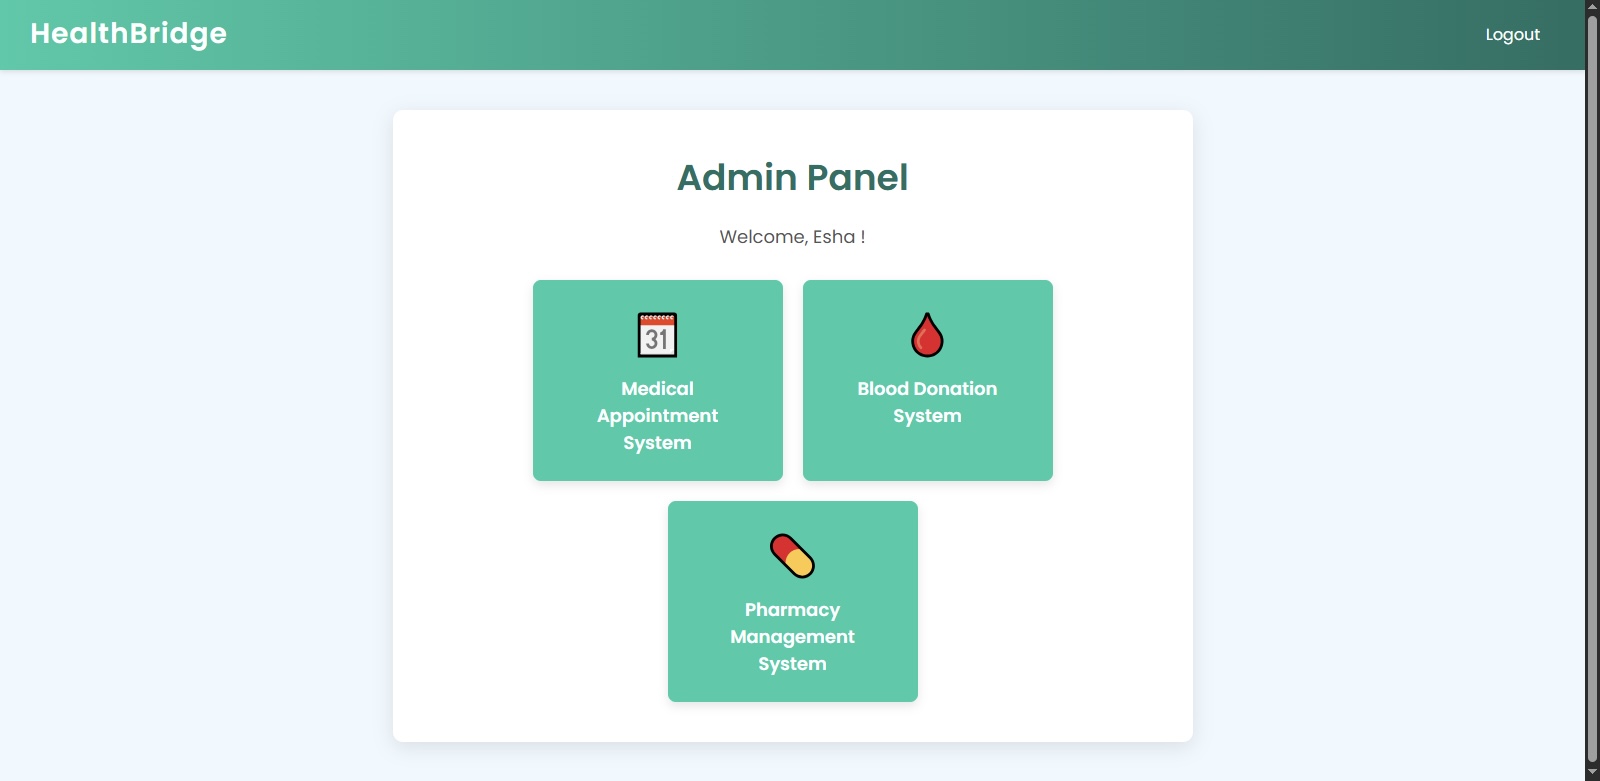 HealthBridge
Logout
Admin Panel
Welcome, Esha !
31
Medical
Appointment
System
Blood Donation
System
Pharmacy
Management
System